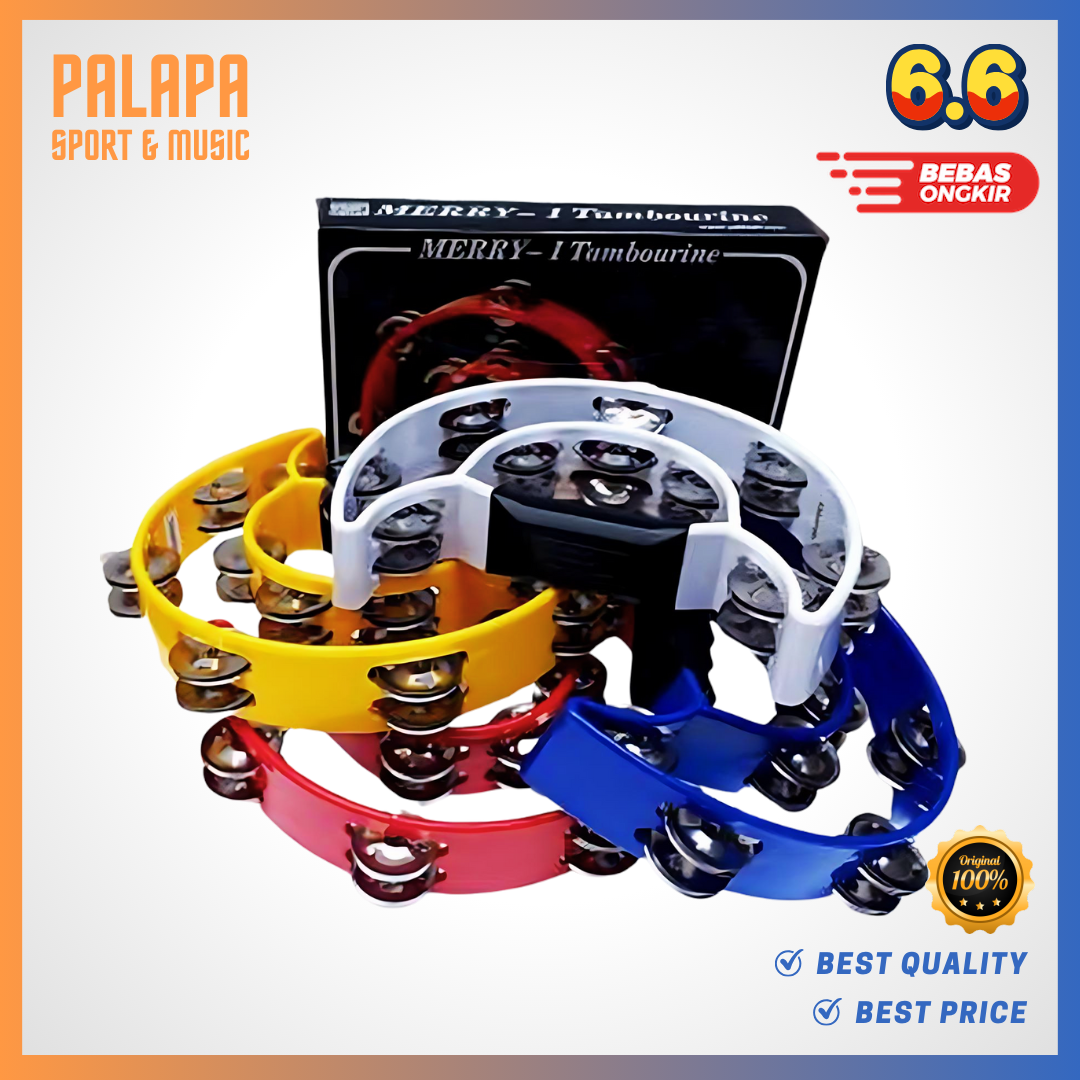 PALAPA
SPORT & MUSIC
6.6
BEBAS
ONGKIR
MERRY-1 Tambourine
MERRY-1 Tambourine
Original
100%
BEST QUALITY
BEST PRICE